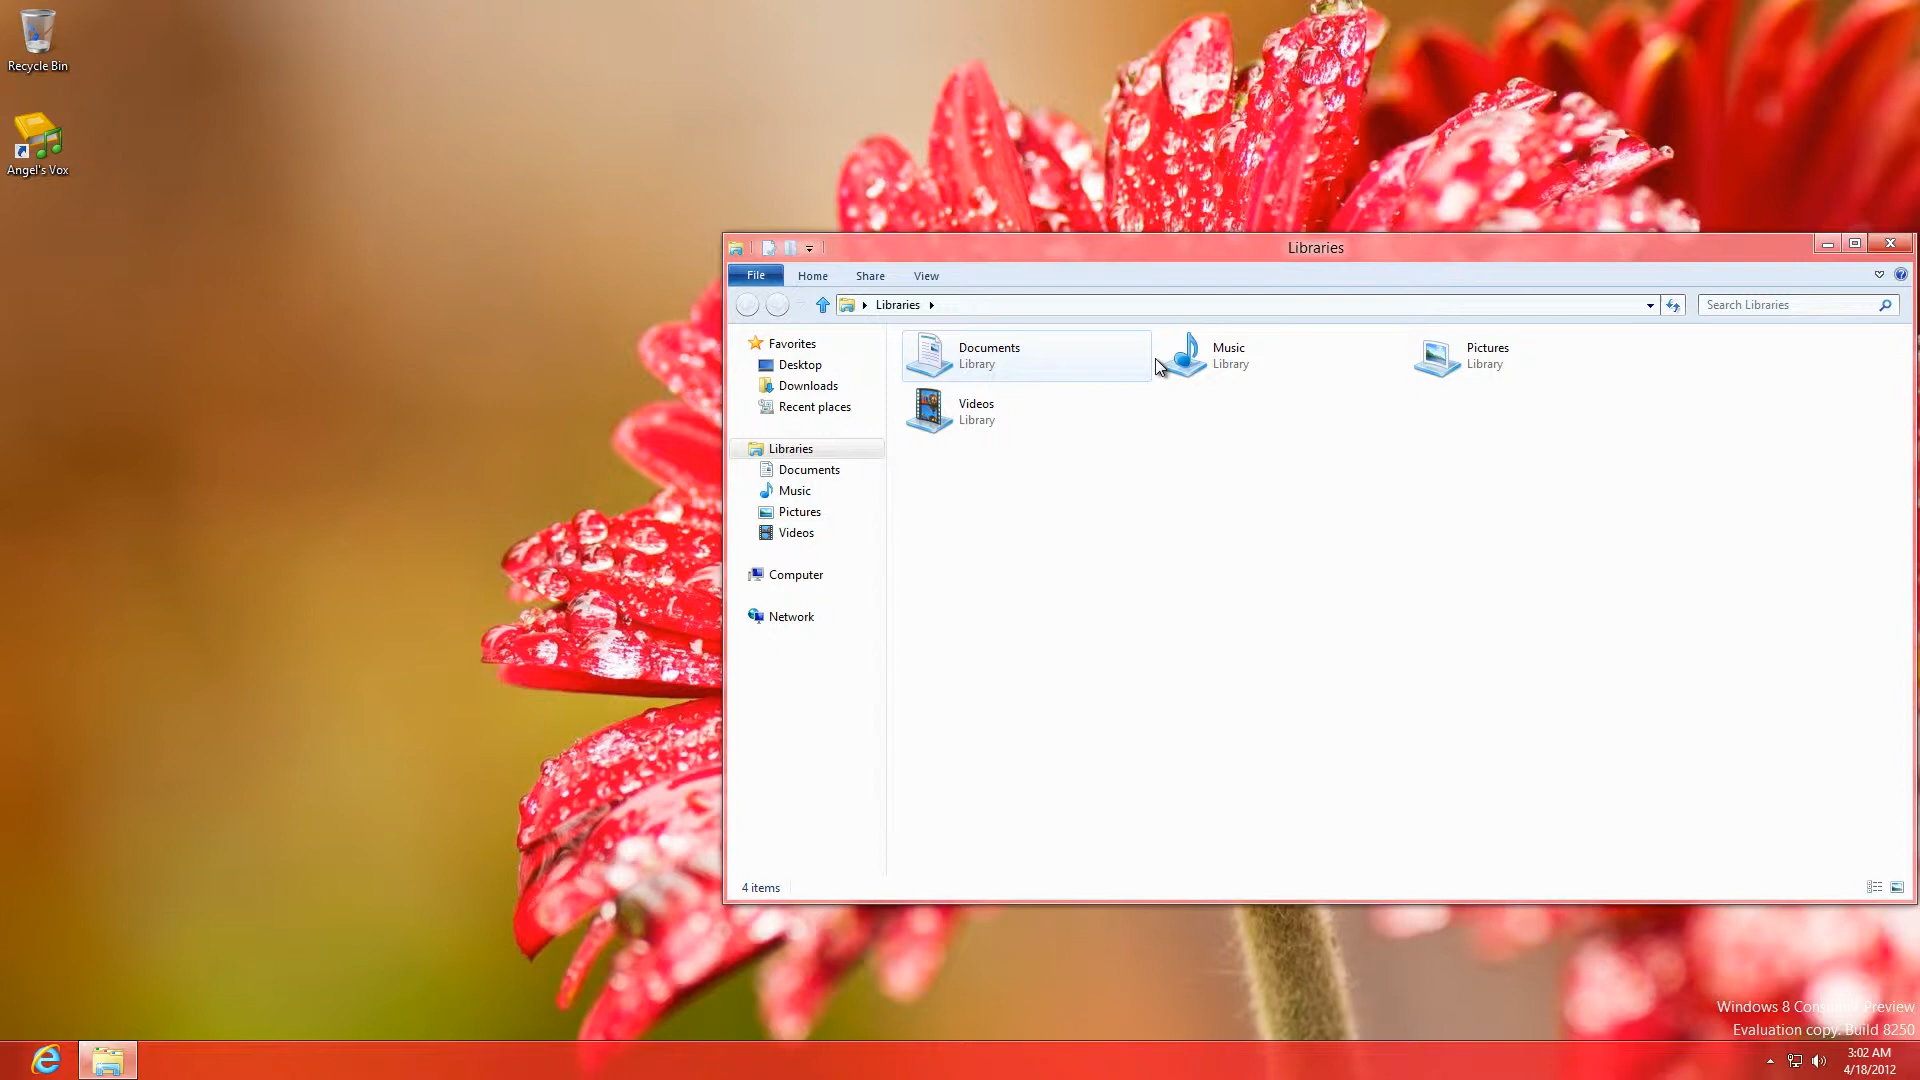 Recycle Bin
Angel's Vox
Libraries
File
Home
Share
View
Libraries
Search Libraries
Favorites
Desktop
Downloads
Recent places
Libraries
Documents
Music
Pictures
Videos
Computer
Network
Documents
Library
Music
Library
Pictures
Library
Videos
Library
4 items
Windows 8 Consumer Preview
Evaluation copy. Build 8250
3:02 AM
4/18/2012